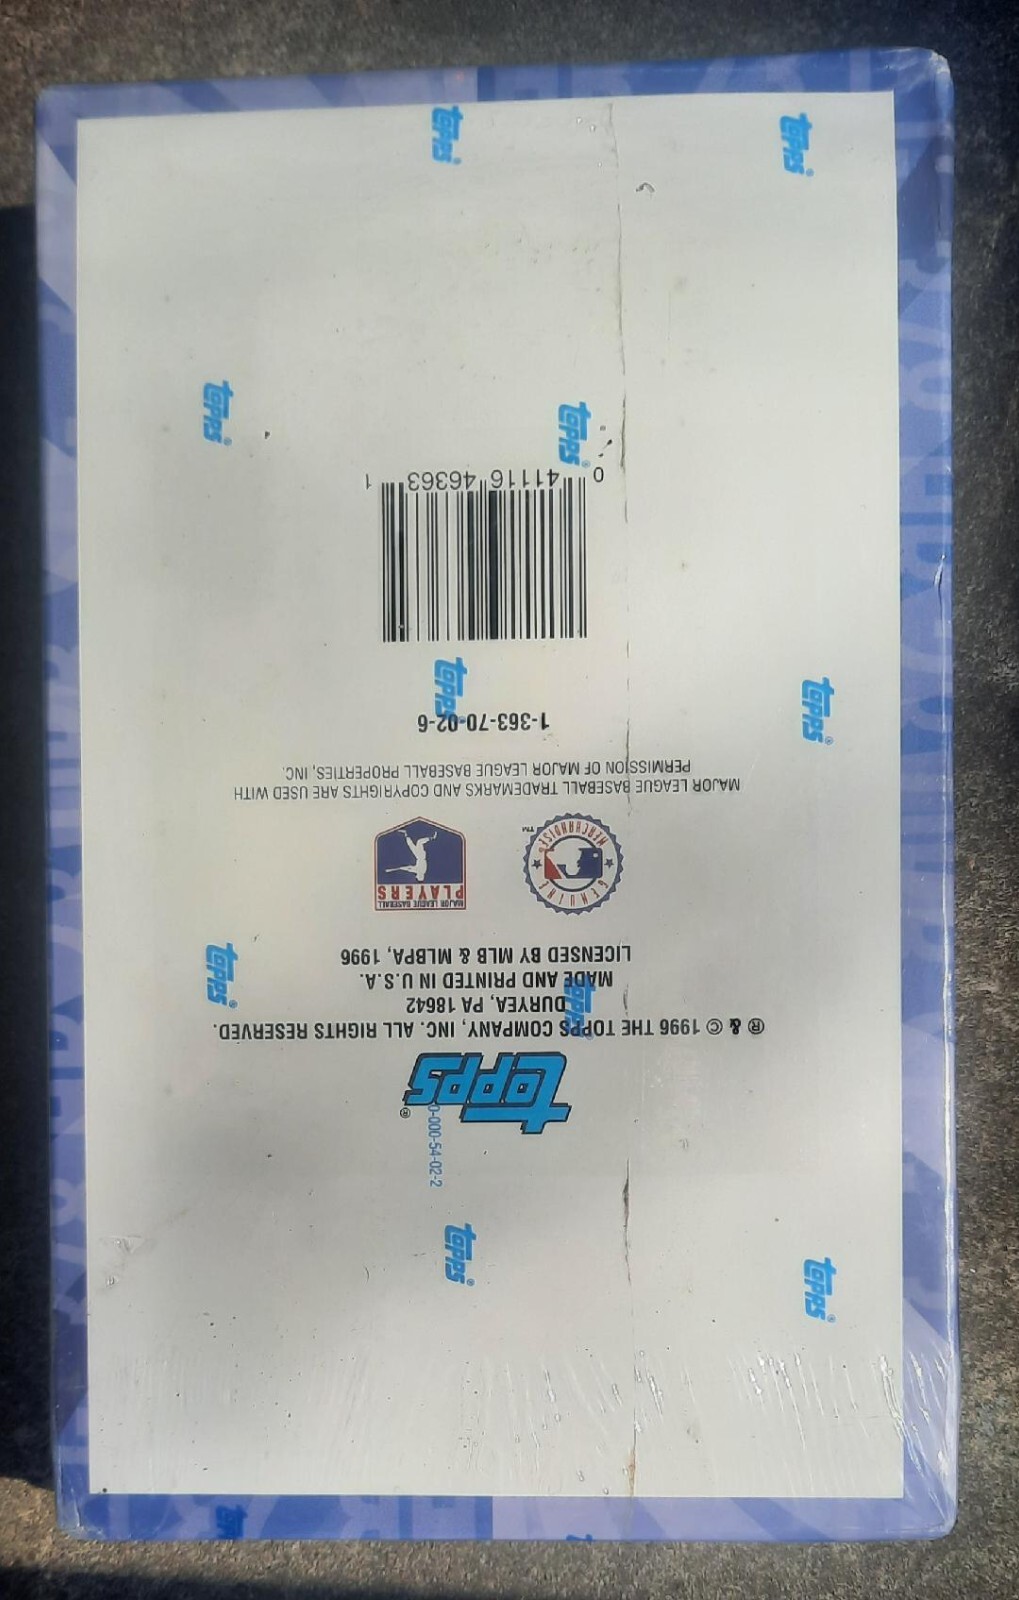 topps®
® & © 1996 THE TOPPS COMPANY, INC. ALL RIGHTS RESERVED.
DURYEA, PA 18642
MADE AND PRINTED IN U.S.A.
LICENSED BY MLB & MLBPA, 1996
GENUINE MERCHANDISE ™
MAJOR LEAGUE BASEBALL
PLAYERS
MAJOR LEAGUE BASEBALL TRADEMARKS AND COPYRIGHTS ARE USED WITH
PERMISSION OF MAJOR LEAGUE BASEBALL PROPERTIES, INC.
1-363-70-02-6
0 41116 46363 1
0-000-54-02-2
topps®
topps®
topps®
topps®
topps®
topps®
topps®
topps®
topps®
topps®